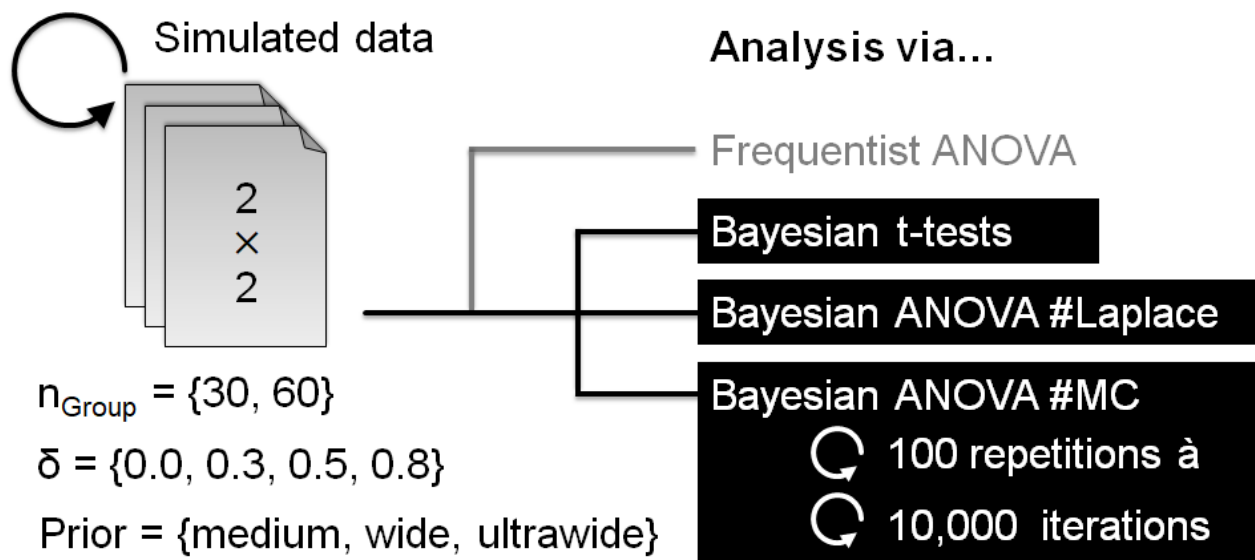 Simulated data
2
×
2
n_Group = {30, 60}
δ = {0.0, 0.3, 0.5, 0.8}
Prior = {medium, wide, ultrawide}
Analysis via...
Frequentist ANOVA
Bayesian t-tests
Bayesian ANOVA #Laplace
Bayesian ANOVA #MC
100 repetitions à
10,000 iterations